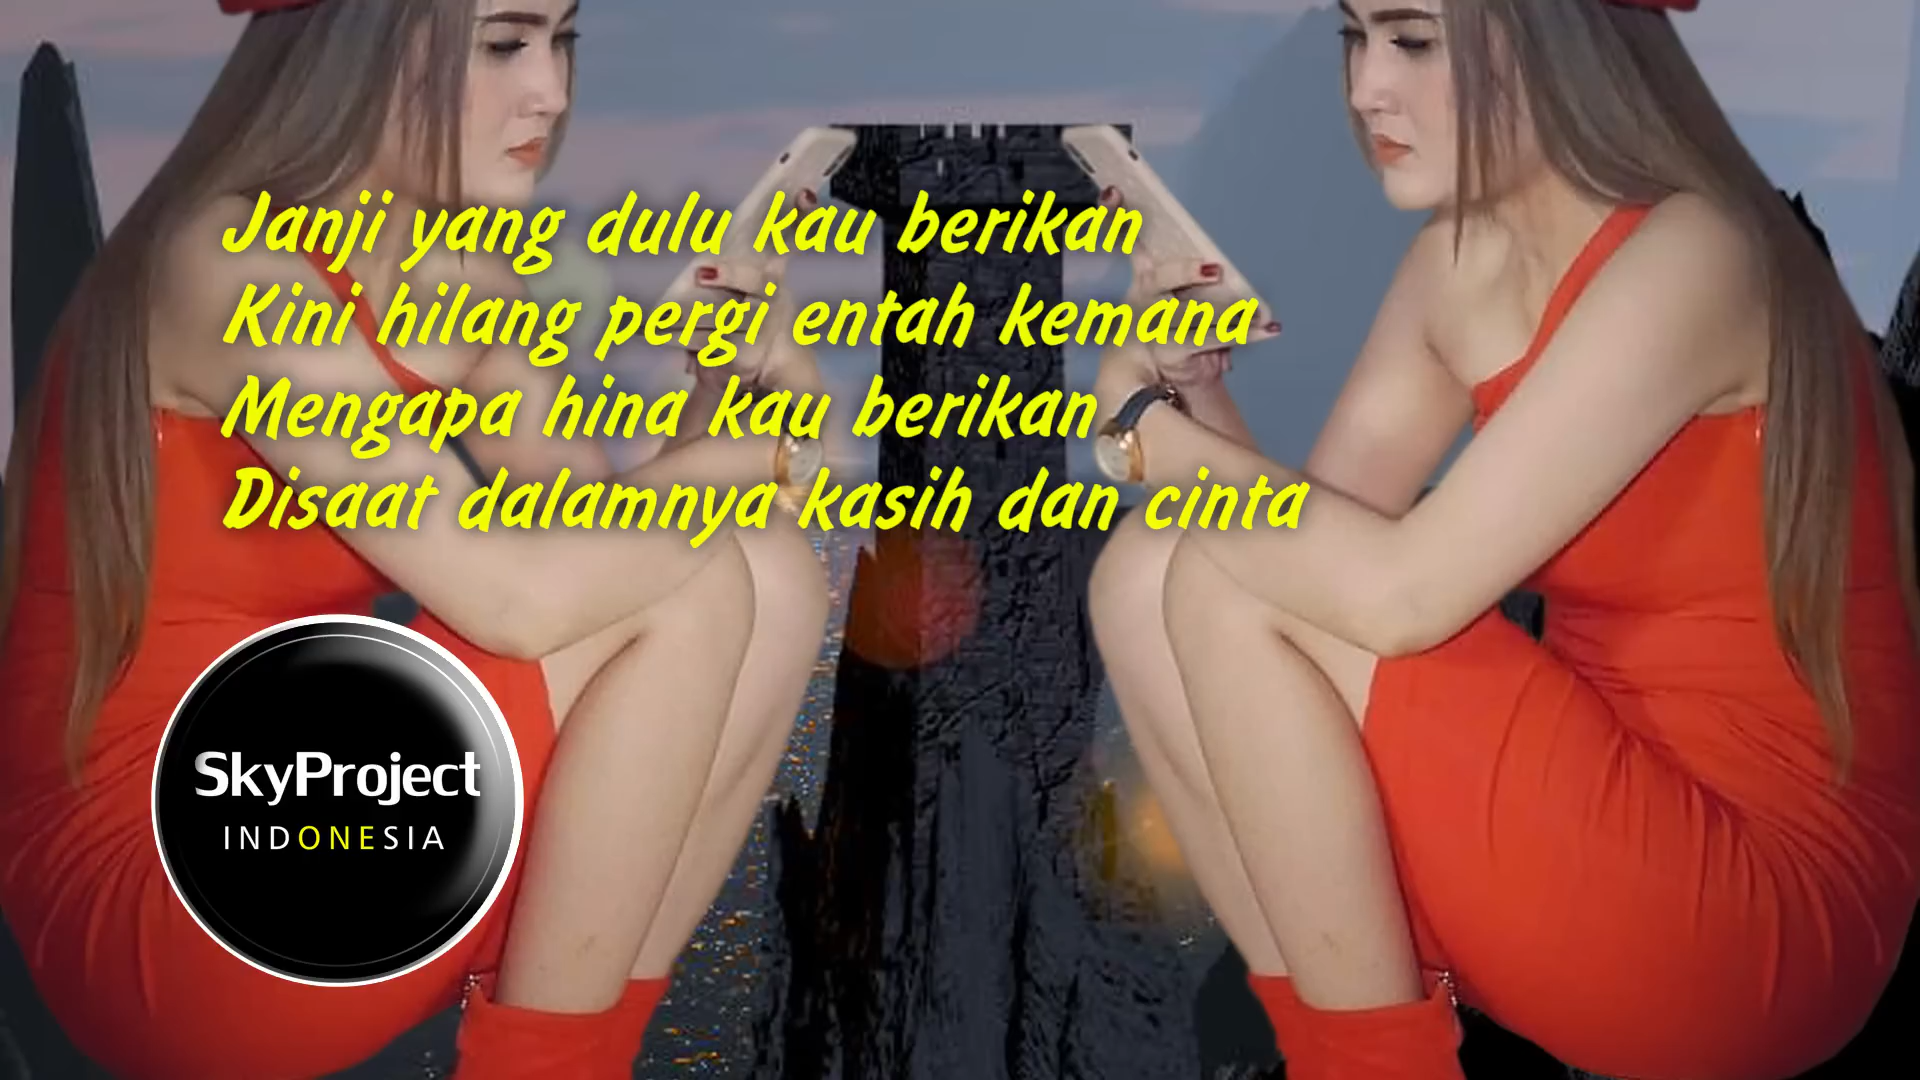 Janji yang dulu kau berikan
Kini hilang pergi entah kemana
Mengapa hina kau berikan
Disaat dalamnya kasih dan cinta
SkyProject
INDONESIA